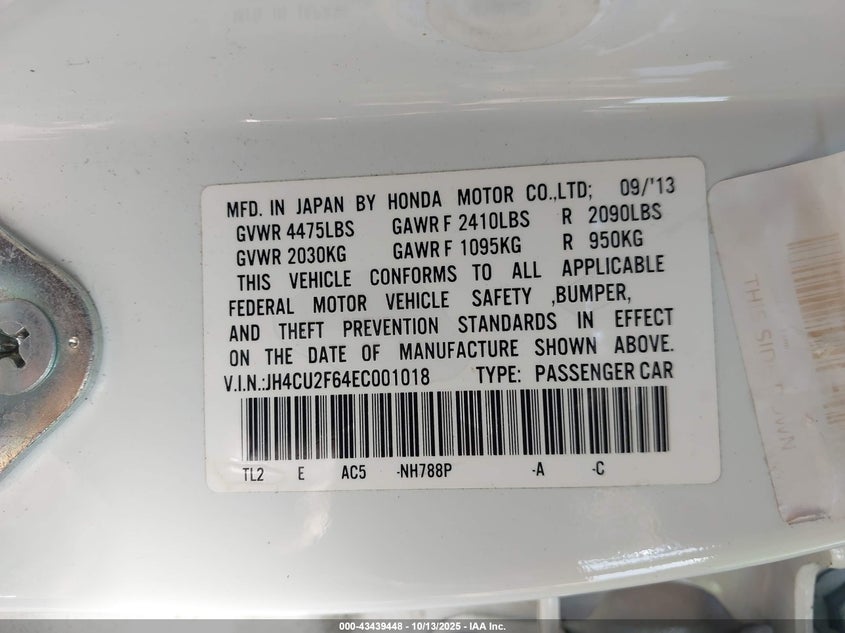 MFD. IN JAPAN BY HONDA MOTOR CO.,LTD; 09/'13
GVWR 4475LBS GAWR F 2410LBS R 2090LBS
GVWR 2030KG GAWR F 1095KG R 950KG
THIS VEHICLE CONFORMS TO ALL APPLICABLE
FEDERAL MOTOR VEHICLE SAFETY ,BUMPER,
AND THEFT PREVENTION STANDARDS IN EFFECT
ON THE DATE OF MANUFACTURE SHOWN ABOVE.
V.I.N.:JH4CU2F64EC001018 TYPE: PASSENGER CAR
TL2 E AC5 -NH788P -A -C
000-43439448 - 10/13/2025 - IAA Inc.